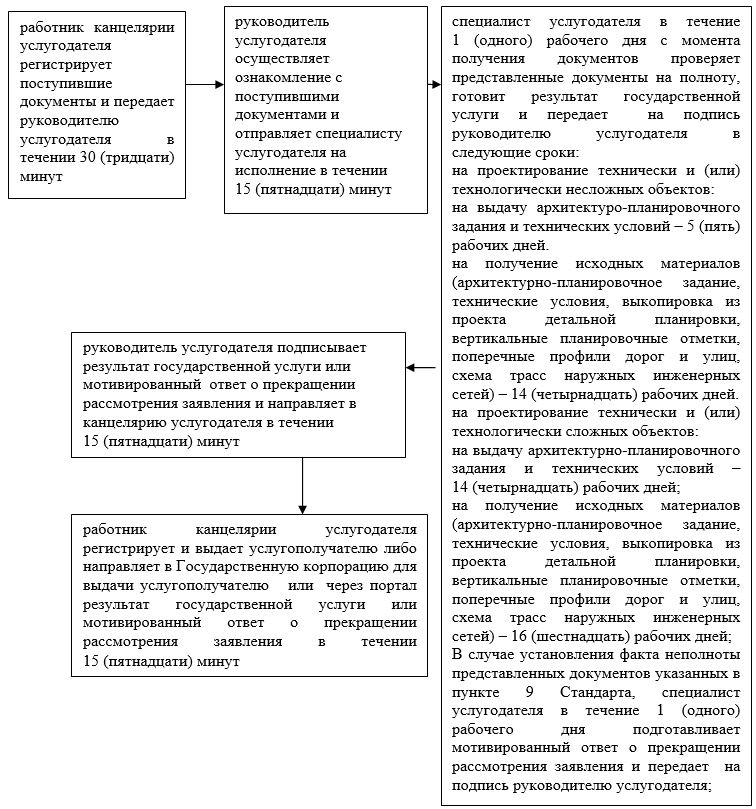 работник канцелярии
услугодателя
регистрирует
поступившие
документы и передает
руководителю
услугодателя в
течении 30 (тридцати)
минут
руководитель
услугодателя
осуществляет
ознакомление с
поступившими
документами и
отправляет специалисту
услугодателя на
исполнение в течении
15 (пятнадцати) минут
специалист услугодателя в течение
1 (одного) рабочего дня с момента
получения документов проверяет
представленные документы на полноту,
готовит результат государственной
услуги и передает на подпись
руководителю услугодателя в
следующие сроки:
на проектирование технически и (или)
технологически несложных объектов:
на выдачу архитектуро-планировочного
задания и технических условий – 5 (пять)
рабочих дней.
на получение исходных материалов
(архитектурно-планировочное задание,
технические условия, выкопировка из
проекта детальной планировки,
вертикальные планировочные отметки,
поперечные профили дорог и улиц,
схема трасс наружных инженерных
сетей) – 14 (четырнадцать) рабочих дней.
на проектирование технически и (или)
технологически сложных объектов:
на выдачу архитектурно-планировочного
задания и технических условий –
14 (четырнадцать) рабочих дней;
на получение исходных материалов
(архитектурно-планировочное задание,
технические условия, выкопировка из
проекта детальной планировки,
вертикальные планировочные отметки,
поперечные профили дорог и улиц,
схема трасс наружных инженерных
сетей) – 16 (шестнадцать) рабочих дней;
В случае установления факта неполноты
представленных документов указанных в
пункте 9 Стандарта, специалист
услугодателя в течение 1 (одного)
рабочего дня подготавливает
мотивированный ответ о прекращении
рассмотрения заявления и передает на
подпись руководителю услугодателя;
руководитель услугодателя подписывает
результат государственной услуги или
мотивированный ответ о прекращении
рассмотрения заявления и направляет в
канцелярию услугодателя в течении
15 (пятнадцати) минут
работник канцелярии услугодателя
регистрирует и выдает услугополучателю либо
направляет в Государственную корпорацию для
выдачи услугополучателю или через портал
результат государственной услуги или
мотивированный ответ о прекращении
рассмотрения заявления в течении
15 (пятнадцати) минут